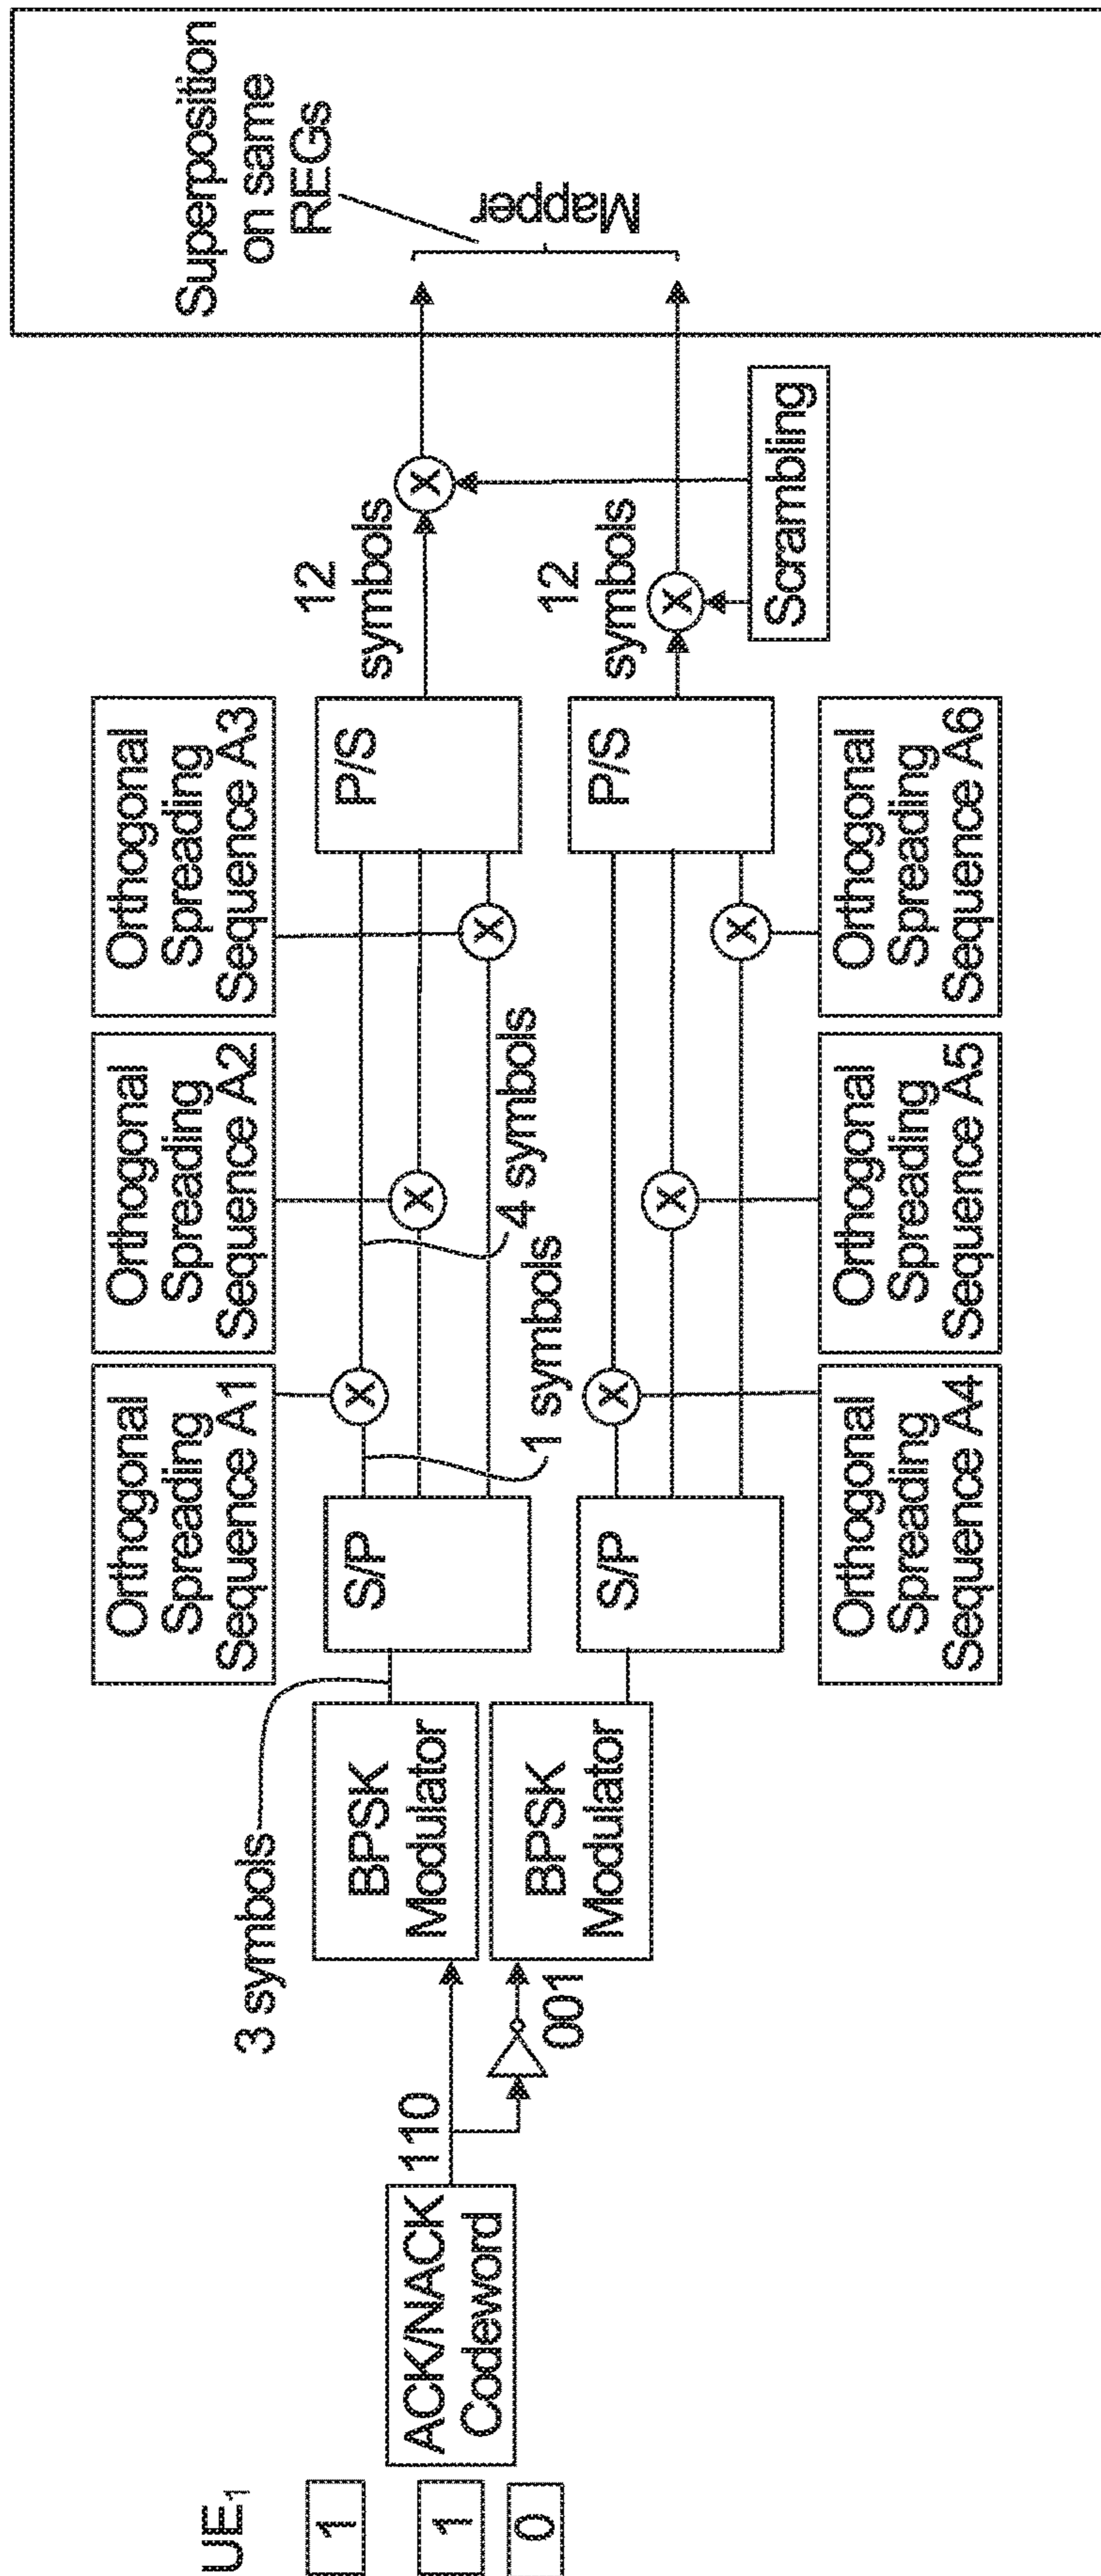 UE1
1
1
0
ACK/NACK
Codeword
110
001
3 symbols
BPSK
Modulator
BPSK
Modulator
S/P
S/P
Orthogonal
Spreading
Sequence A1
Orthogonal
Spreading
Sequence A2
Orthogonal
Spreading
Sequence A3
1 symbols
4 symbols
Orthogonal
Spreading
Sequence A4
Orthogonal
Spreading
Sequence A5
Orthogonal
Spreading
Sequence A6
X
X
X
X
X
X
P/S
P/S
12
symbols
12
symbols
X
X
Scrambling
Superposition
on same
REGs
Mapper